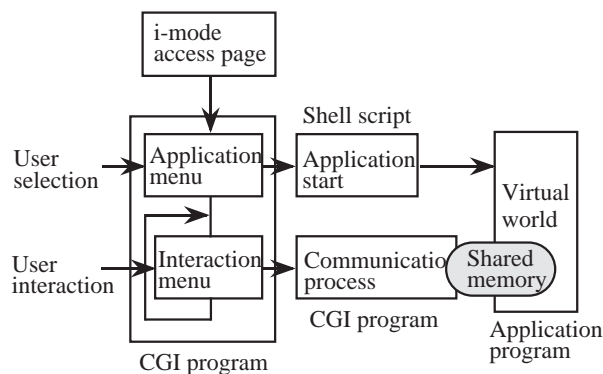 i-mode
access page
Shell script
User
selection
Application
menu
Application
start
Virtual
world
User
interaction
Interaction
menu
Communicatio
process
Shared
memory
CGI program
CGI program
Application
program